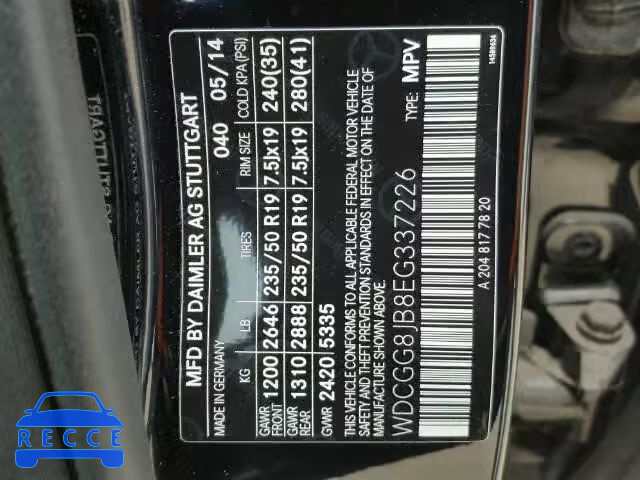 MFD BY DAIMLER AG STUTTGART
MADE IN GERMANY 040 05/14
KG LB TIRES RIM SIZE COLD KPA (PSI)
GAWR FRONT 1200 2646 235/50 R19 7.5Jx19 240(35)
GAWR REAR 1310 2888 235/50 R19 7.5Jx19 280(41)
GVWR 2420 5335
THIS VEHICLE CONFORMS TO ALL APPLICABLE FEDERAL MOTOR VEHICLE
SAFETY AND THEFT PREVENTION STANDARDS IN EFFECT ON THE DATE OF
MANUFACTURE SHOWN ABOVE.
WDCGG8JB8EG337226 TYPE: MPV
A 204 817 78 20
RECCE